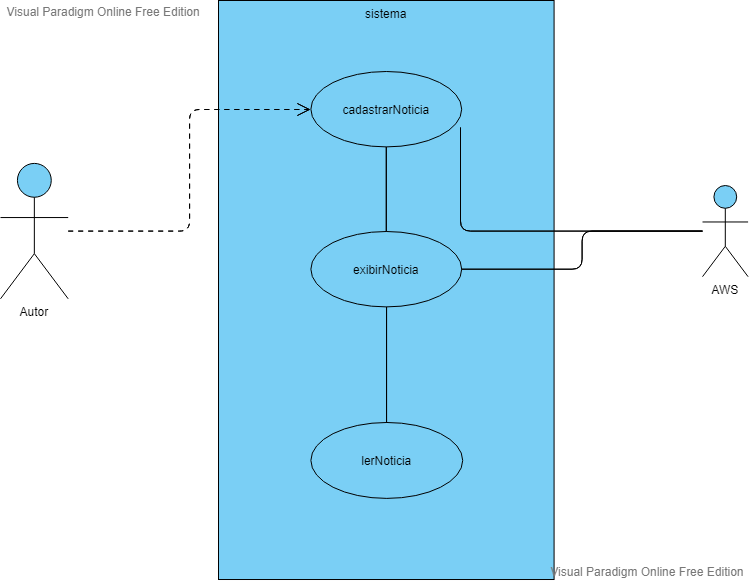 Visual Paradigm Online Free Edition
sistema
cadastrarNoticia
exibirNoticia
Autor
AWS
lerNoticia
Visual Paradigm Online Free Edition